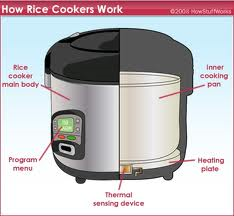 How Rice Cookers Work
©2008 HowStuffWorks
Rice
cooker
main body
Inner
cooking
pan
Program
menu
Thermal
sensing device
Heating
plate